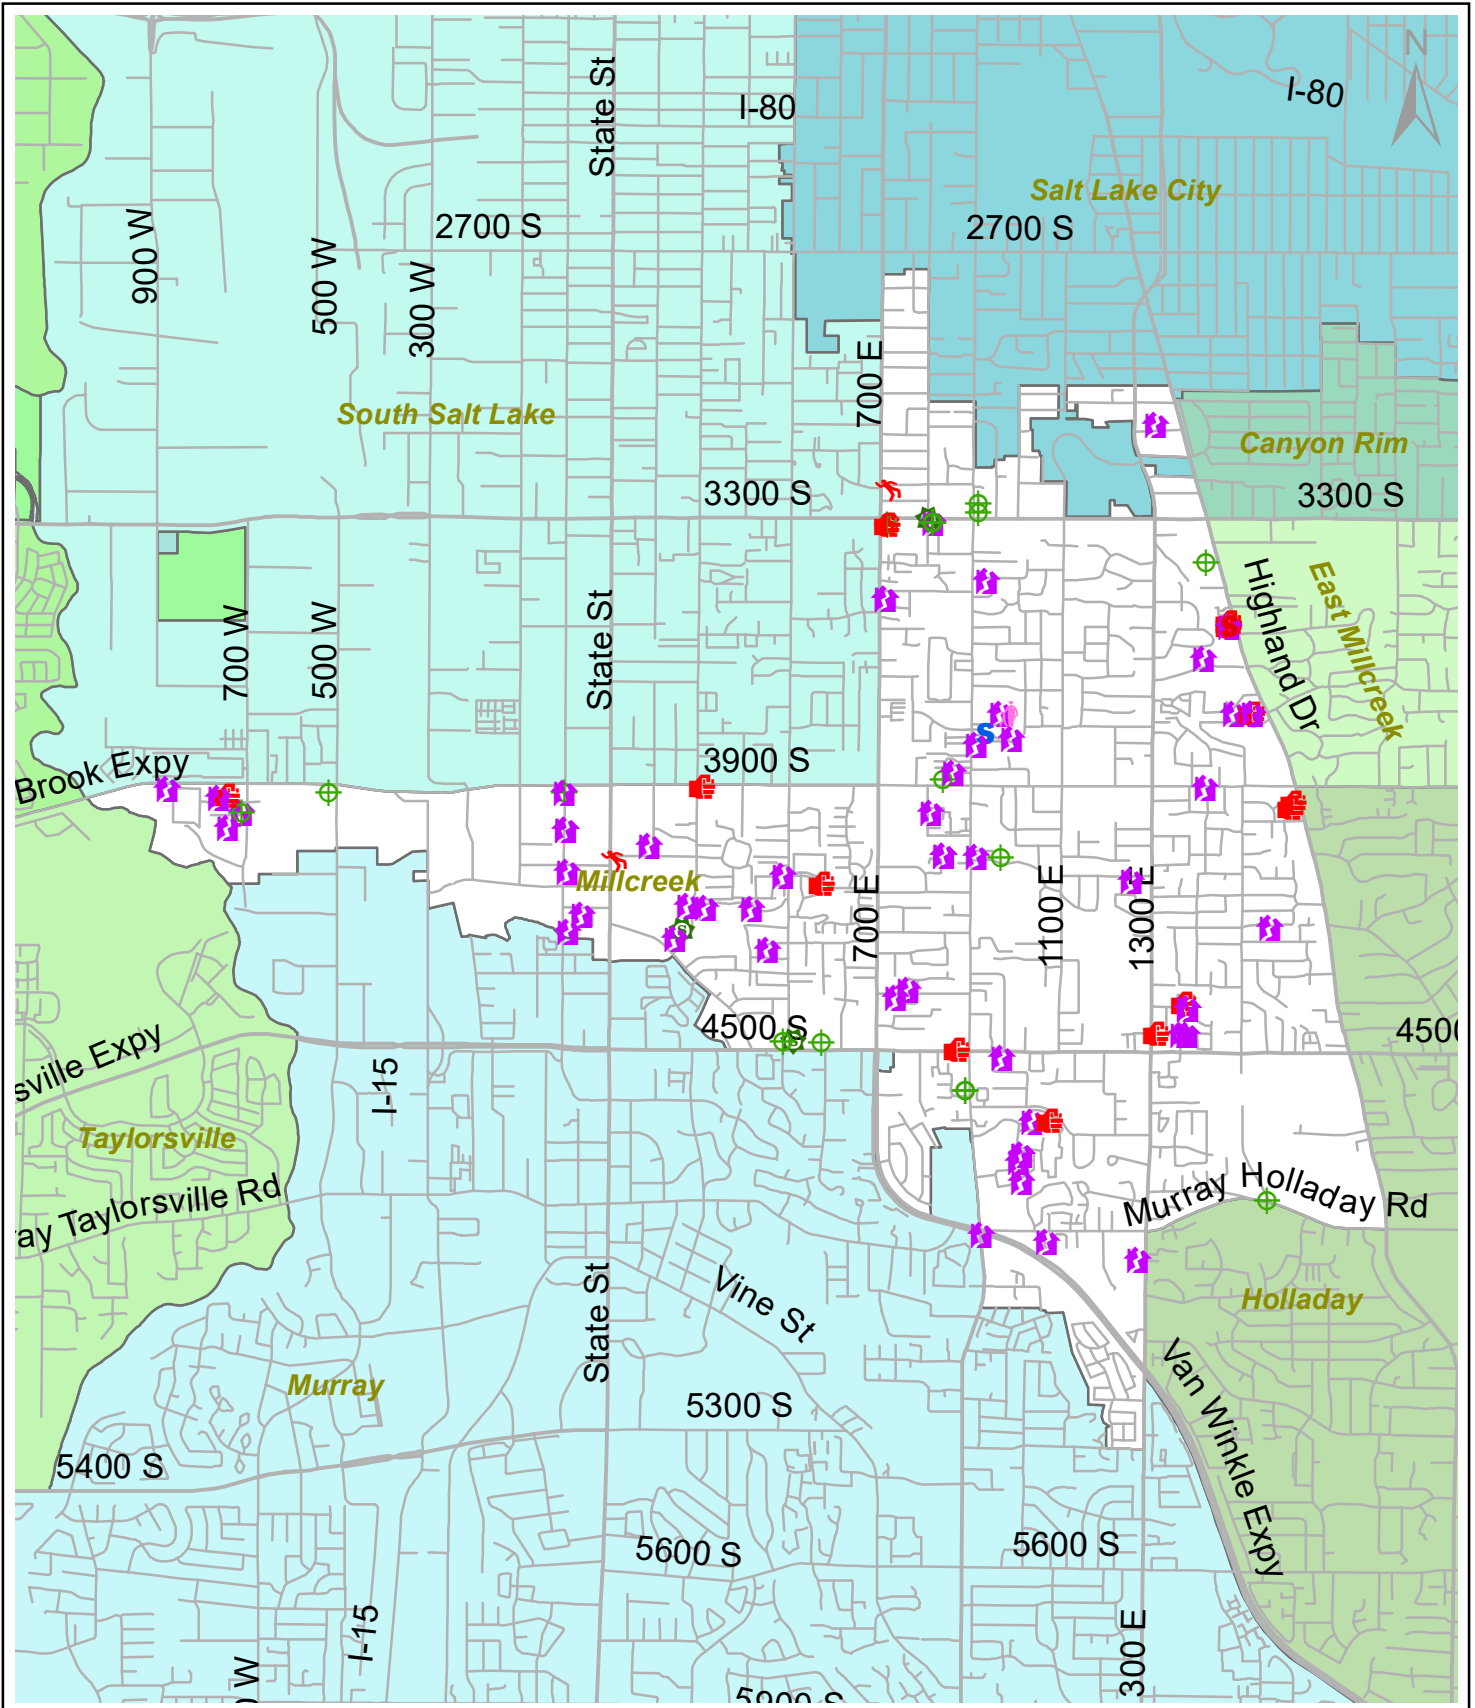 N
State St
I-80
I-80
Salt Lake City
900 W
2700 S
2700 S
500 W
300 W
700 E
South Salt Lake
Canyon Rim
3300 S
3300 S
Highland Dr
East Millcreek
700 W
500 W
State St
Brook Expy
3900 S
Millcreek
700 E
1100 E
1300 E
4500 S
4500
sville Expy
I-15
Taylorsville
ay Taylorsville Rd
Murray Holladay Rd
State St
Vine St
Holladay
Murray
5300 S
Van Winkle Expy
5400 S
5600 S
5600 S
I-15
300 E
0 W
5900 S